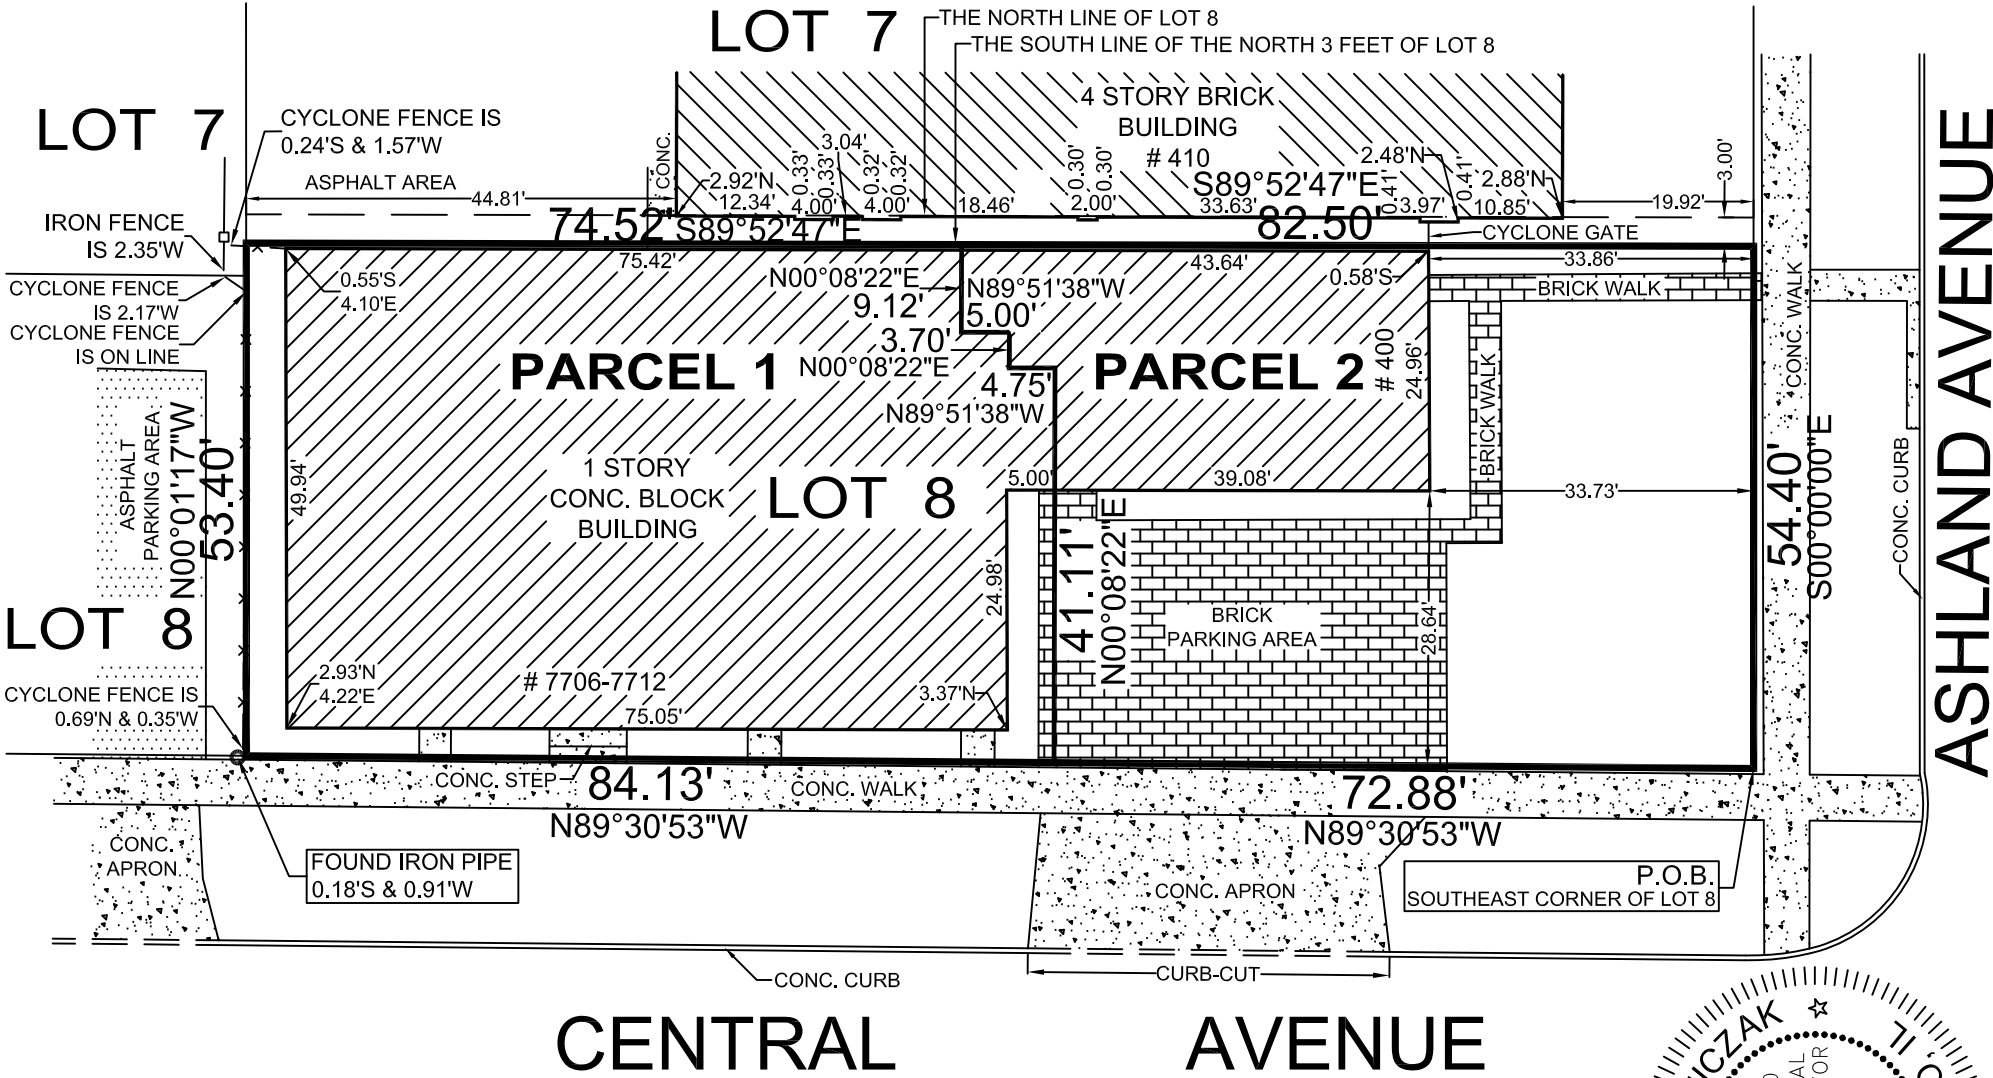 LOT 7
THE NORTH LINE OF LOT 8
THE SOUTH LINE OF THE NORTH 3 FEET OF LOT 8
LOT 7
CYCLONE FENCE IS
0.24'S & 1.57'W
ASPHALT AREA
44.81'
CONC.
4 STORY BRICK
BUILDING
# 410
2.92'N
12.34'
0.33'
4.00'
0.33'
3.04'
0.32'
4.00'
0.32'
18.46'
0.30'
2.00'
0.30'
S89°52'47"E
33.63'
2.48'N
0.41'
3.97'
0.41'
2.88'N
10.85'
19.92'
3.00'
IRON FENCE
IS 2.35'W
74.52'
S89°52'47"E
82.50'
CYCLONE GATE
75.42'
43.64'
33.86'
CYCLONE FENCE
IS 2.17'W
CYCLONE FENCE
IS ON LINE
0.55'S
4.10'E
N00°08'22"E
9.12'
N89°51'38"W
5.00'
0.58'S
BRICK WALK
CONC. WALK
3.70'
N00°08'22"E
PARCEL 1
PARCEL 2
# 400
24.96'
BRICK WALK
4.75'
N89°51'38"W
ASPHALT
PARKING AREA
N00°01'17"W
53.40'
49.94'
1 STORY
CONC. BLOCK
BUILDING
LOT 8
5.00'
39.08'
33.73'
54.40'
S00°00'00"E
CONC. CURB
ASHLAND AVENUE
24.98'
41.11'
N00°08'22"E
BRICK
PARKING AREA
28.64'
LOT 8
2.93'N
4.22'E
# 7706-7712
75.05'
3.37'N
CYCLONE FENCE IS
0.69'N & 0.35'W
CONC. STEP
84.13'
N89°30'53"W
CONC. WALK
72.88'
N89°30'53"W
CONC.
APRON
FOUND IRON PIPE
0.18'S & 0.91'W
CONC. APRON
P.O.B.
SOUTHEAST CORNER OF LOT 8
CONC. CURB
CURB-CUT
CENTRAL AVENUE